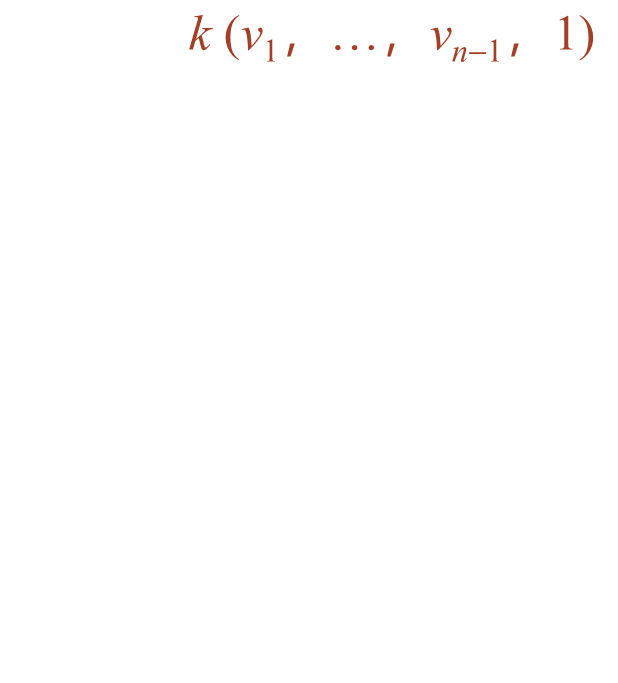 k (v₁, …, vₙ₋₁, 1)